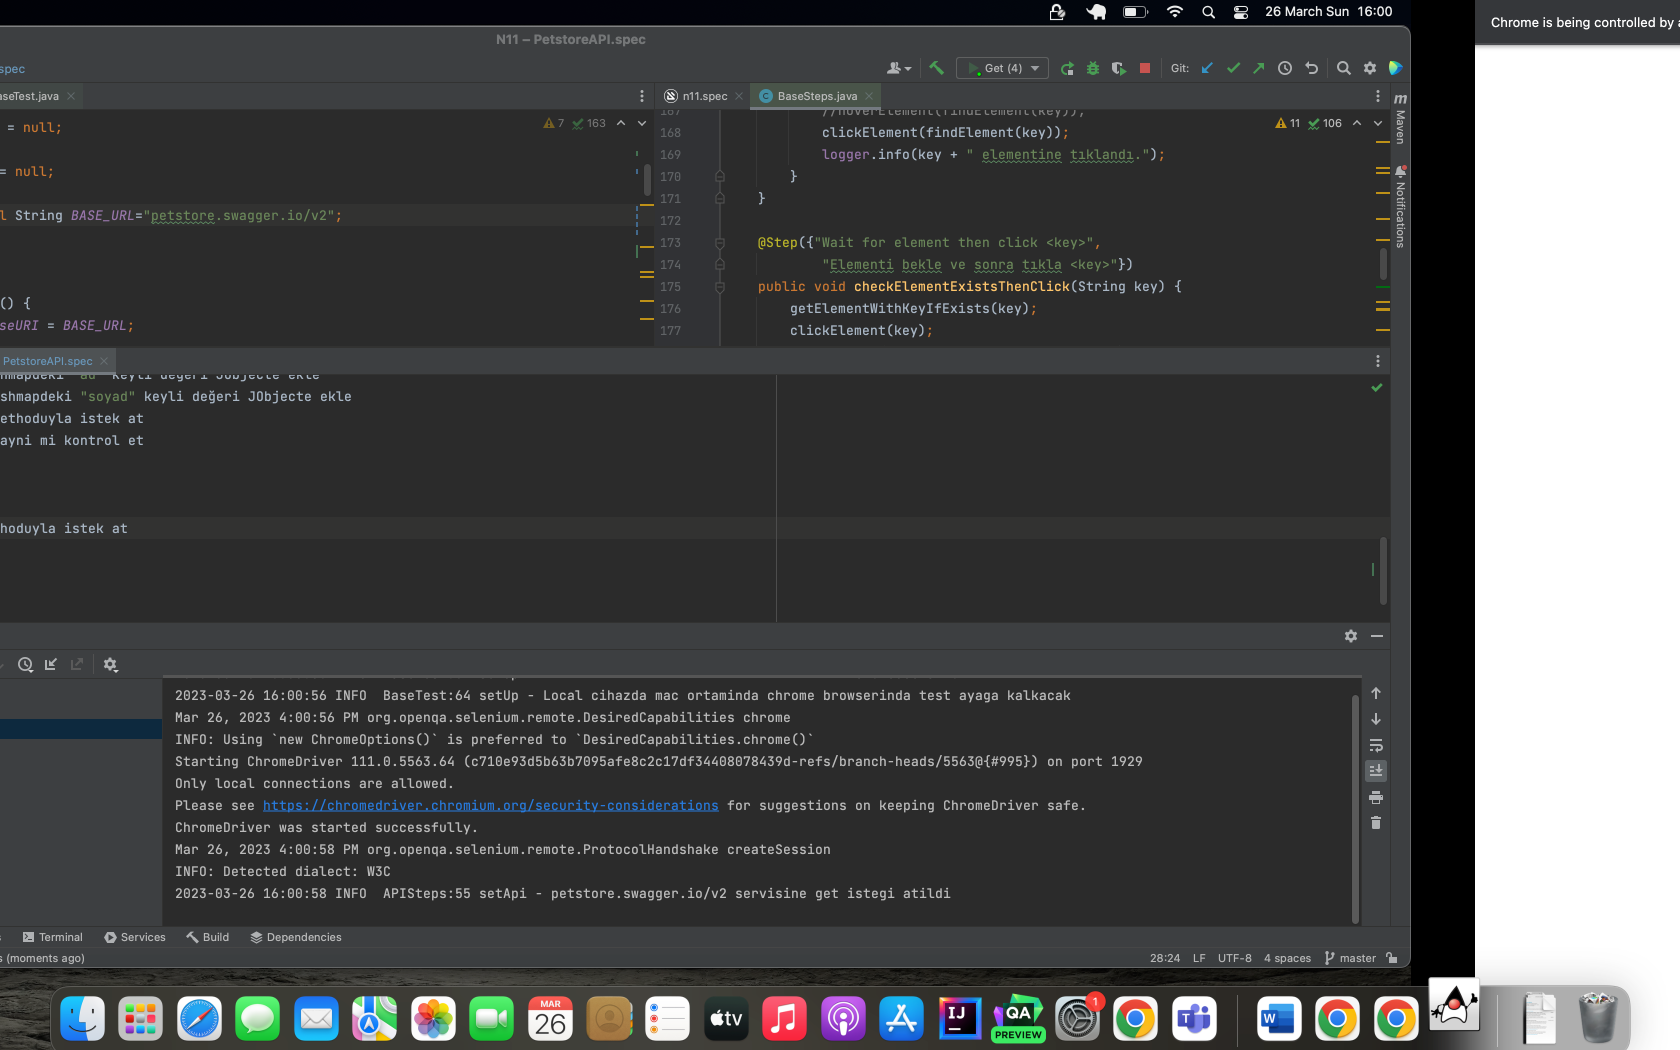 26 March Sun 16:00
Chrome is being controlled by a
N11 – PetstoreAPI.spec
spec
Get (4)
Git:
aseTest.java
n11.spec
BaseSteps.java
= null;
7 163
= null;
l String BASE_URL="petstore.swagger.io/v2";
() {
seURI = BASE_URL;
11 106
167 //hoverElement(findElement(key));
168 clickElement(findElement(key));
169 logger.info(key + " elementine tıklandı.");
170 }
171 }
172
173 @Step({"Wait for element then click <key>",
174 "Elementi bekle ve sonra tıkla <key>"})
175 public void checkElementExistsThenClick(String key) {
176 getElementWithKeyIfExists(key);
177 clickElement(key);
Maven
Notifications
PetstoreAPI.spec
shmapdeki "ad" keyli değeri JObjecte ekle
shmapdeki "soyad" keyli değeri JObjecte ekle
ethoduyla istek at
ayni mi kontrol et
hoduyla istek at
2023-03-26 16:00:56 INFO BaseTest:64 setUp - Local cihazda mac ortaminda chrome browserinda test ayaga kalkacak
Mar 26, 2023 4:00:56 PM org.openqa.selenium.remote.DesiredCapabilities chrome
INFO: Using `new ChromeOptions()` is preferred to `DesiredCapabilities.chrome()`
Starting ChromeDriver 111.0.5563.64 (c710e93d5b63b7095afe8c2c17df34408078439d-refs/branch-heads/5563@{#995}) on port 1929
Only local connections are allowed.
Please see https://chromedriver.chromium.org/security-considerations for suggestions on keeping ChromeDriver safe.
ChromeDriver was started successfully.
Mar 26, 2023 4:00:58 PM org.openqa.selenium.remote.ProtocolHandshake createSession
INFO: Detected dialect: W3C
2023-03-26 16:00:58 INFO APISteps:55 setApi - petstore.swagger.io/v2 servisine get istegi atildi
Terminal
Services
Build
Dependencies
s (moments ago)
28:24 LF UTF-8 4 spaces master
MAR
26
tv
IJ
QA
PREVIEW
1
W